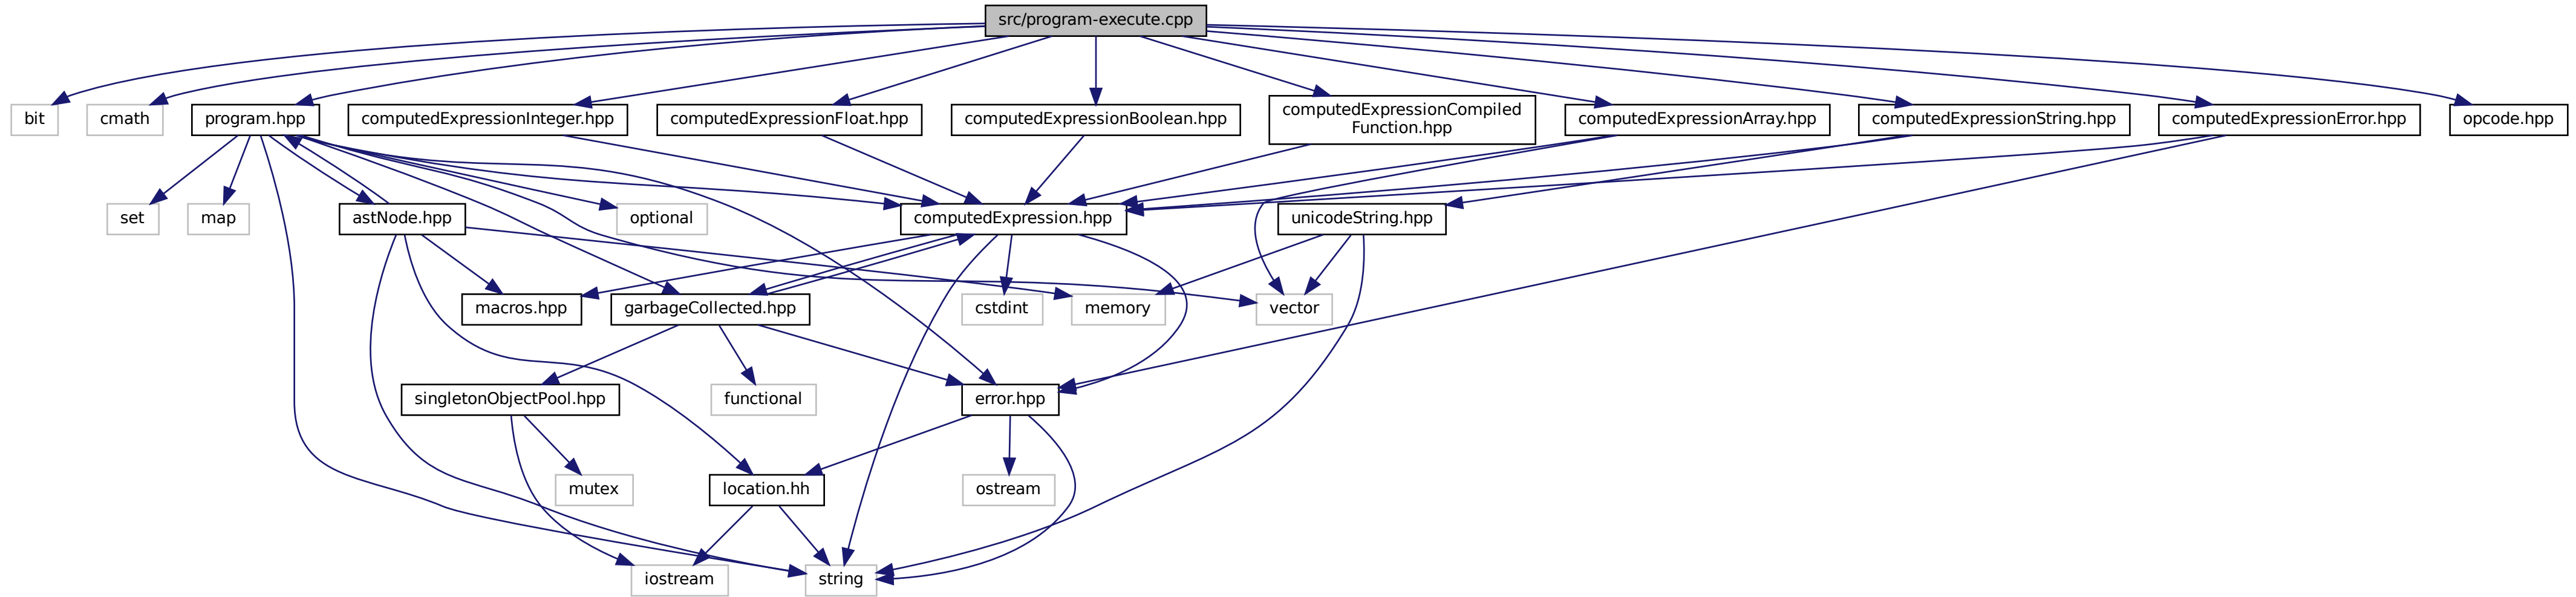 src/program-execute.cpp
bit
cmath
program.hpp
computedExpressionInteger.hpp
computedExpressionFloat.hpp
computedExpressionBoolean.hpp
computedExpressionCompiled
Function.hpp
computedExpressionArray.hpp
computedExpressionString.hpp
computedExpressionError.hpp
opcode.hpp
set
map
astNode.hpp
optional
computedExpression.hpp
unicodeString.hpp
macros.hpp
garbageCollected.hpp
cstdint
memory
vector
singletonObjectPool.hpp
functional
error.hpp
mutex
location.hh
ostream
iostream
string